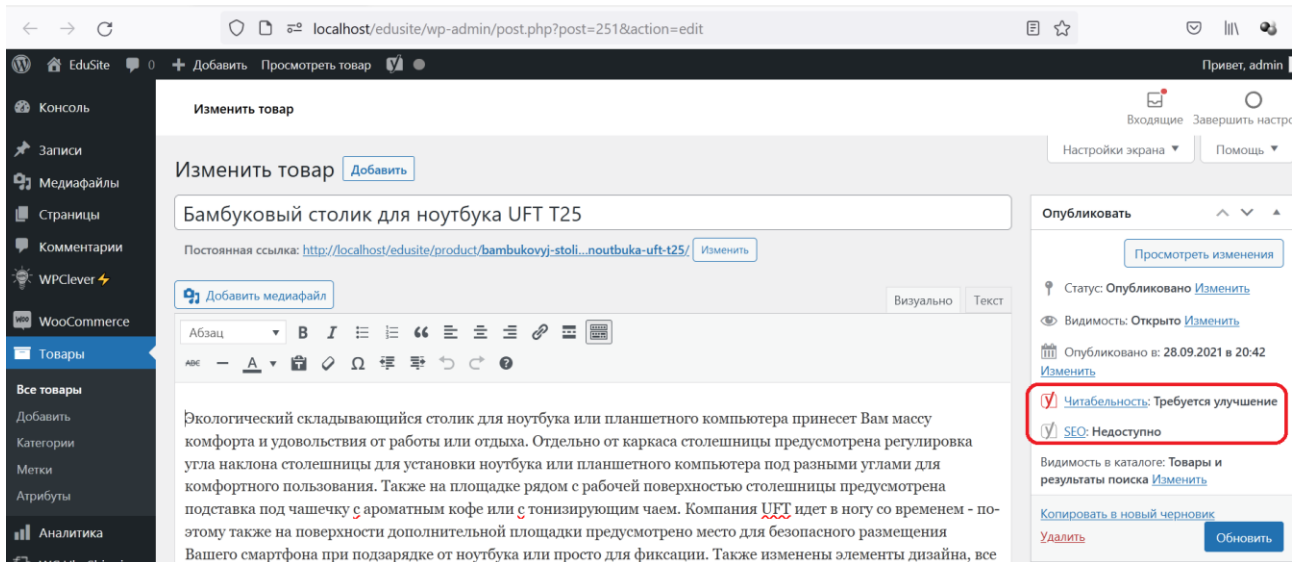 localhost/edusite/wp-admin/post.php?post=251&action=edit
EduSite 0 + Добавить Просмотреть товар Привет, admin
Консоль
Записи
Медиафайлы
Страницы
Комментарии
WPClever
WooCommerce
Товары
Все товары
Добавить
Категории
Метки
Атрибуты
Аналитика
Изменить товар
Входящие Завершить настро
Настройки экрана ▼ Помощь ▼
Изменить товар Добавить
Бамбуковый столик для ноутбука UFT T25
Постоянная ссылка: http://localhost/edusite/product/bambukovyj-stoli...noutbuka-uft-t25/ Изменить
Добавить медиафайл
Визуально Текст
Абзац
Экологический складывающийся столик для ноутбука или планшетного компьютера принесет Вам массу
комфорта и удовольствия от работы или отдыха. Отдельно от каркаса столешницы предусмотрена регулировка
угла наклона столешницы для установки ноутбука или планшетного компьютера под разными углами для
комфортного пользования. Также на площадке рядом с рабочей поверхностью столешницы предусмотрена
подставка под чашечку с ароматным кофе или с тонизирующим чаем. Компания UFT идет в ногу со временем - по-
этому также на поверхности дополнительной площадки предусмотрено место для безопасного размещения
Вашего смартфона при подзарядке от ноутбука или просто для фиксации. Также изменены элементы дизайна, все
Опубликовать
Просмотреть изменения
Статус: Опубликовано Изменить
Видимость: Открыто Изменить
Опубликовано в: 28.09.2021 в 20:42
Изменить
Читабельность: Требуется улучшение
SEO: Недоступно
Видимость в каталоге: Товары и
результаты поиска Изменить
Копировать в новый черновик
Удалить Обновить